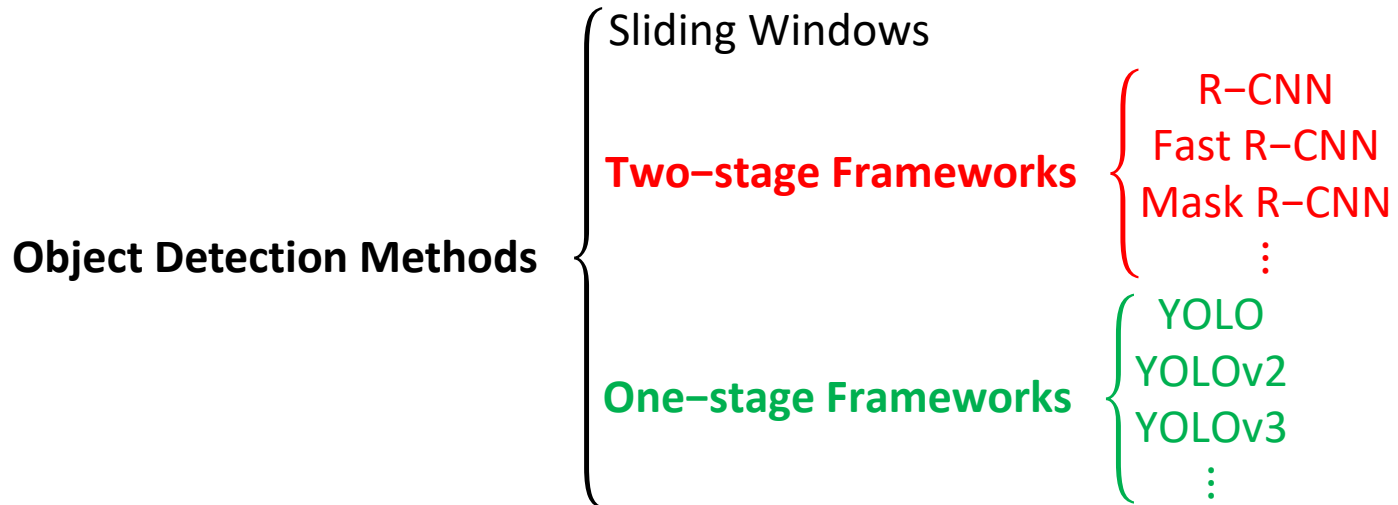 Object Detection Methods
Sliding Windows
Two−stage Frameworks
R−CNN
Fast R−CNN
Mask R−CNN
⋮
One−stage Frameworks
YOLO
YOLOv2
YOLOv3
⋮